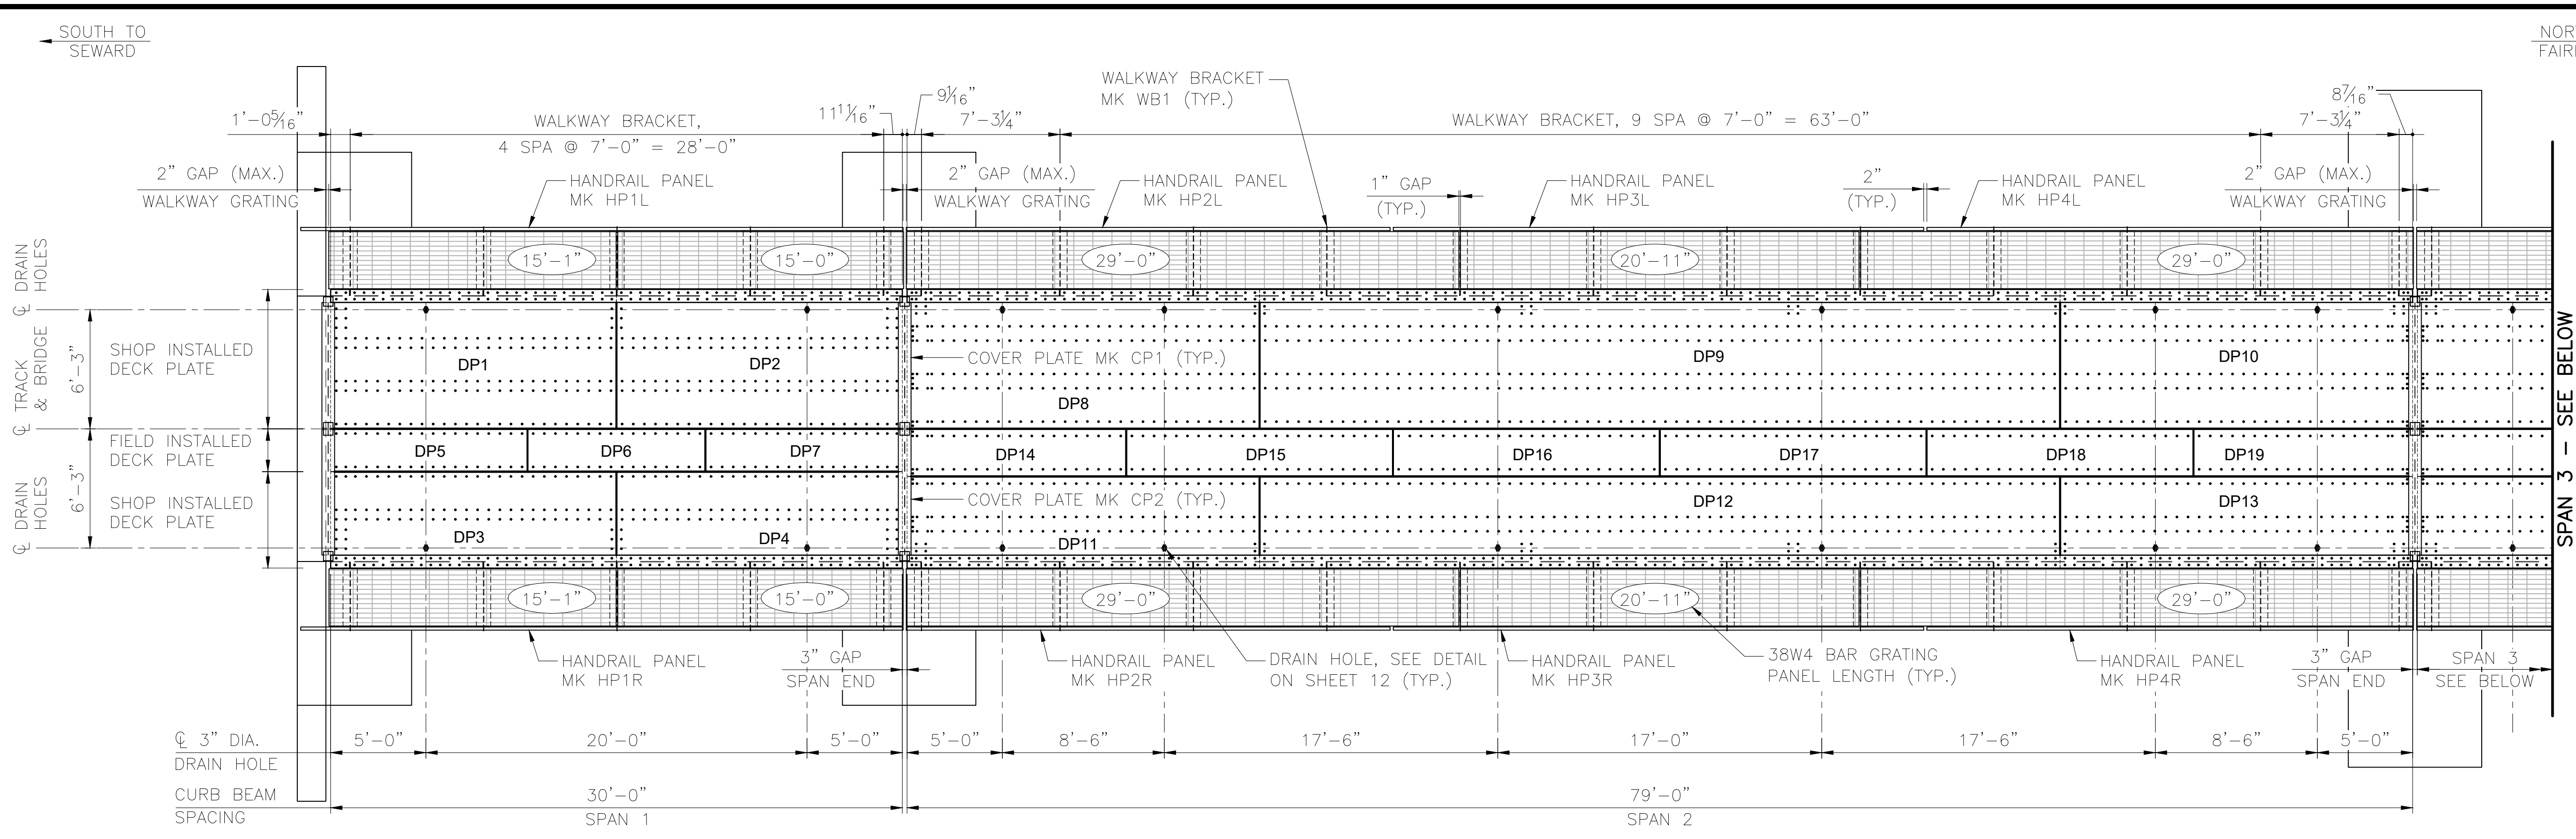 SOUTH TO
SEWARD
FAIR
1'-0 5/16"
WALKWAY BRACKET,
4 SPA @ 7'-0" = 28'-0"
11 11/16"
9/16"
7'-3 1/4"
WALKWAY BRACKET
MK WB1 (TYP.)
WALKWAY BRACKET, 9 SPA @ 7'-0" = 63'-0"
8 7/16"
7'-3 1/4"
2" GAP (MAX.)
WALKWAY GRATING
HANDRAIL PANEL
MK HP1L
2" GAP (MAX.)
WALKWAY GRATING
HANDRAIL PANEL
MK HP2L
1" GAP
(TYP.)
HANDRAIL PANEL
MK HP3L
2"
(TYP.)
HANDRAIL PANEL
MK HP4L
2" GAP (MAX.)
WALKWAY GRATING
15'-1"
15'-0"
29'-0"
20'-11"
29'-0"
℄ DRAIN
HOLES
℄ TRACK
& BRIDGE
℄ DRAIN
HOLES
6'-3"
6'-3"
SHOP INSTALLED
DECK PLATE
FIELD INSTALLED
DECK PLATE
SHOP INSTALLED
DECK PLATE
DP1
DP2
COVER PLATE MK CP1 (TYP.)
DP8
DP9
DP10
DP5
DP6
DP7
DP14
DP15
DP16
DP17
DP18
DP19
DP3
DP4
COVER PLATE MK CP2 (TYP.)
DP11
DP12
DP13
SPAN 3 - SEE BELOW
15'-1"
15'-0"
29'-0"
20'-11"
29'-0"
HANDRAIL PANEL
MK HP1R
3" GAP
SPAN END
HANDRAIL PANEL
MK HP2R
DRAIN HOLE, SEE DETAIL
ON SHEET 12 (TYP.)
HANDRAIL PANEL
MK HP3R
38W4 BAR GRATING
PANEL LENGTH (TYP.)
HANDRAIL PANEL
MK HP4R
3" GAP
SPAN END
SPAN 3
SEE BELOW
℄ 3" DIA.
DRAIN HOLE
5'-0"
20'-0"
5'-0"
5'-0"
8'-6"
17'-6"
17'-0"
17'-6"
8'-6"
5'-0"
CURB BEAM
SPACING
30'-0"
SPAN 1
79'-0"
SPAN 2